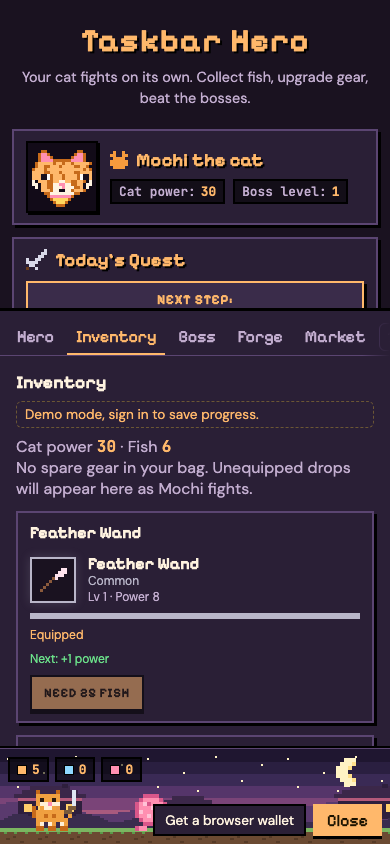 Taskbar Hero
Your cat fights on its own. Collect fish, upgrade gear,
beat the bosses.
Mochi the cat
Cat power: 30
Boss level: 1
Today's Quest
NEXT STEP:
Hero
Inventory
Boss
Forge
Market
Inventory
Demo mode, sign in to save progress.
Cat power 30 · Fish 6
No spare gear in your bag. Unequipped drops
will appear here as Mochi fights.
Feather Wand
Feather Wand
Common
Lv 1 · Power 8
Equipped
Next: +1 power
NEED 28 FISH
5
0
0
Get a browser wallet
Close